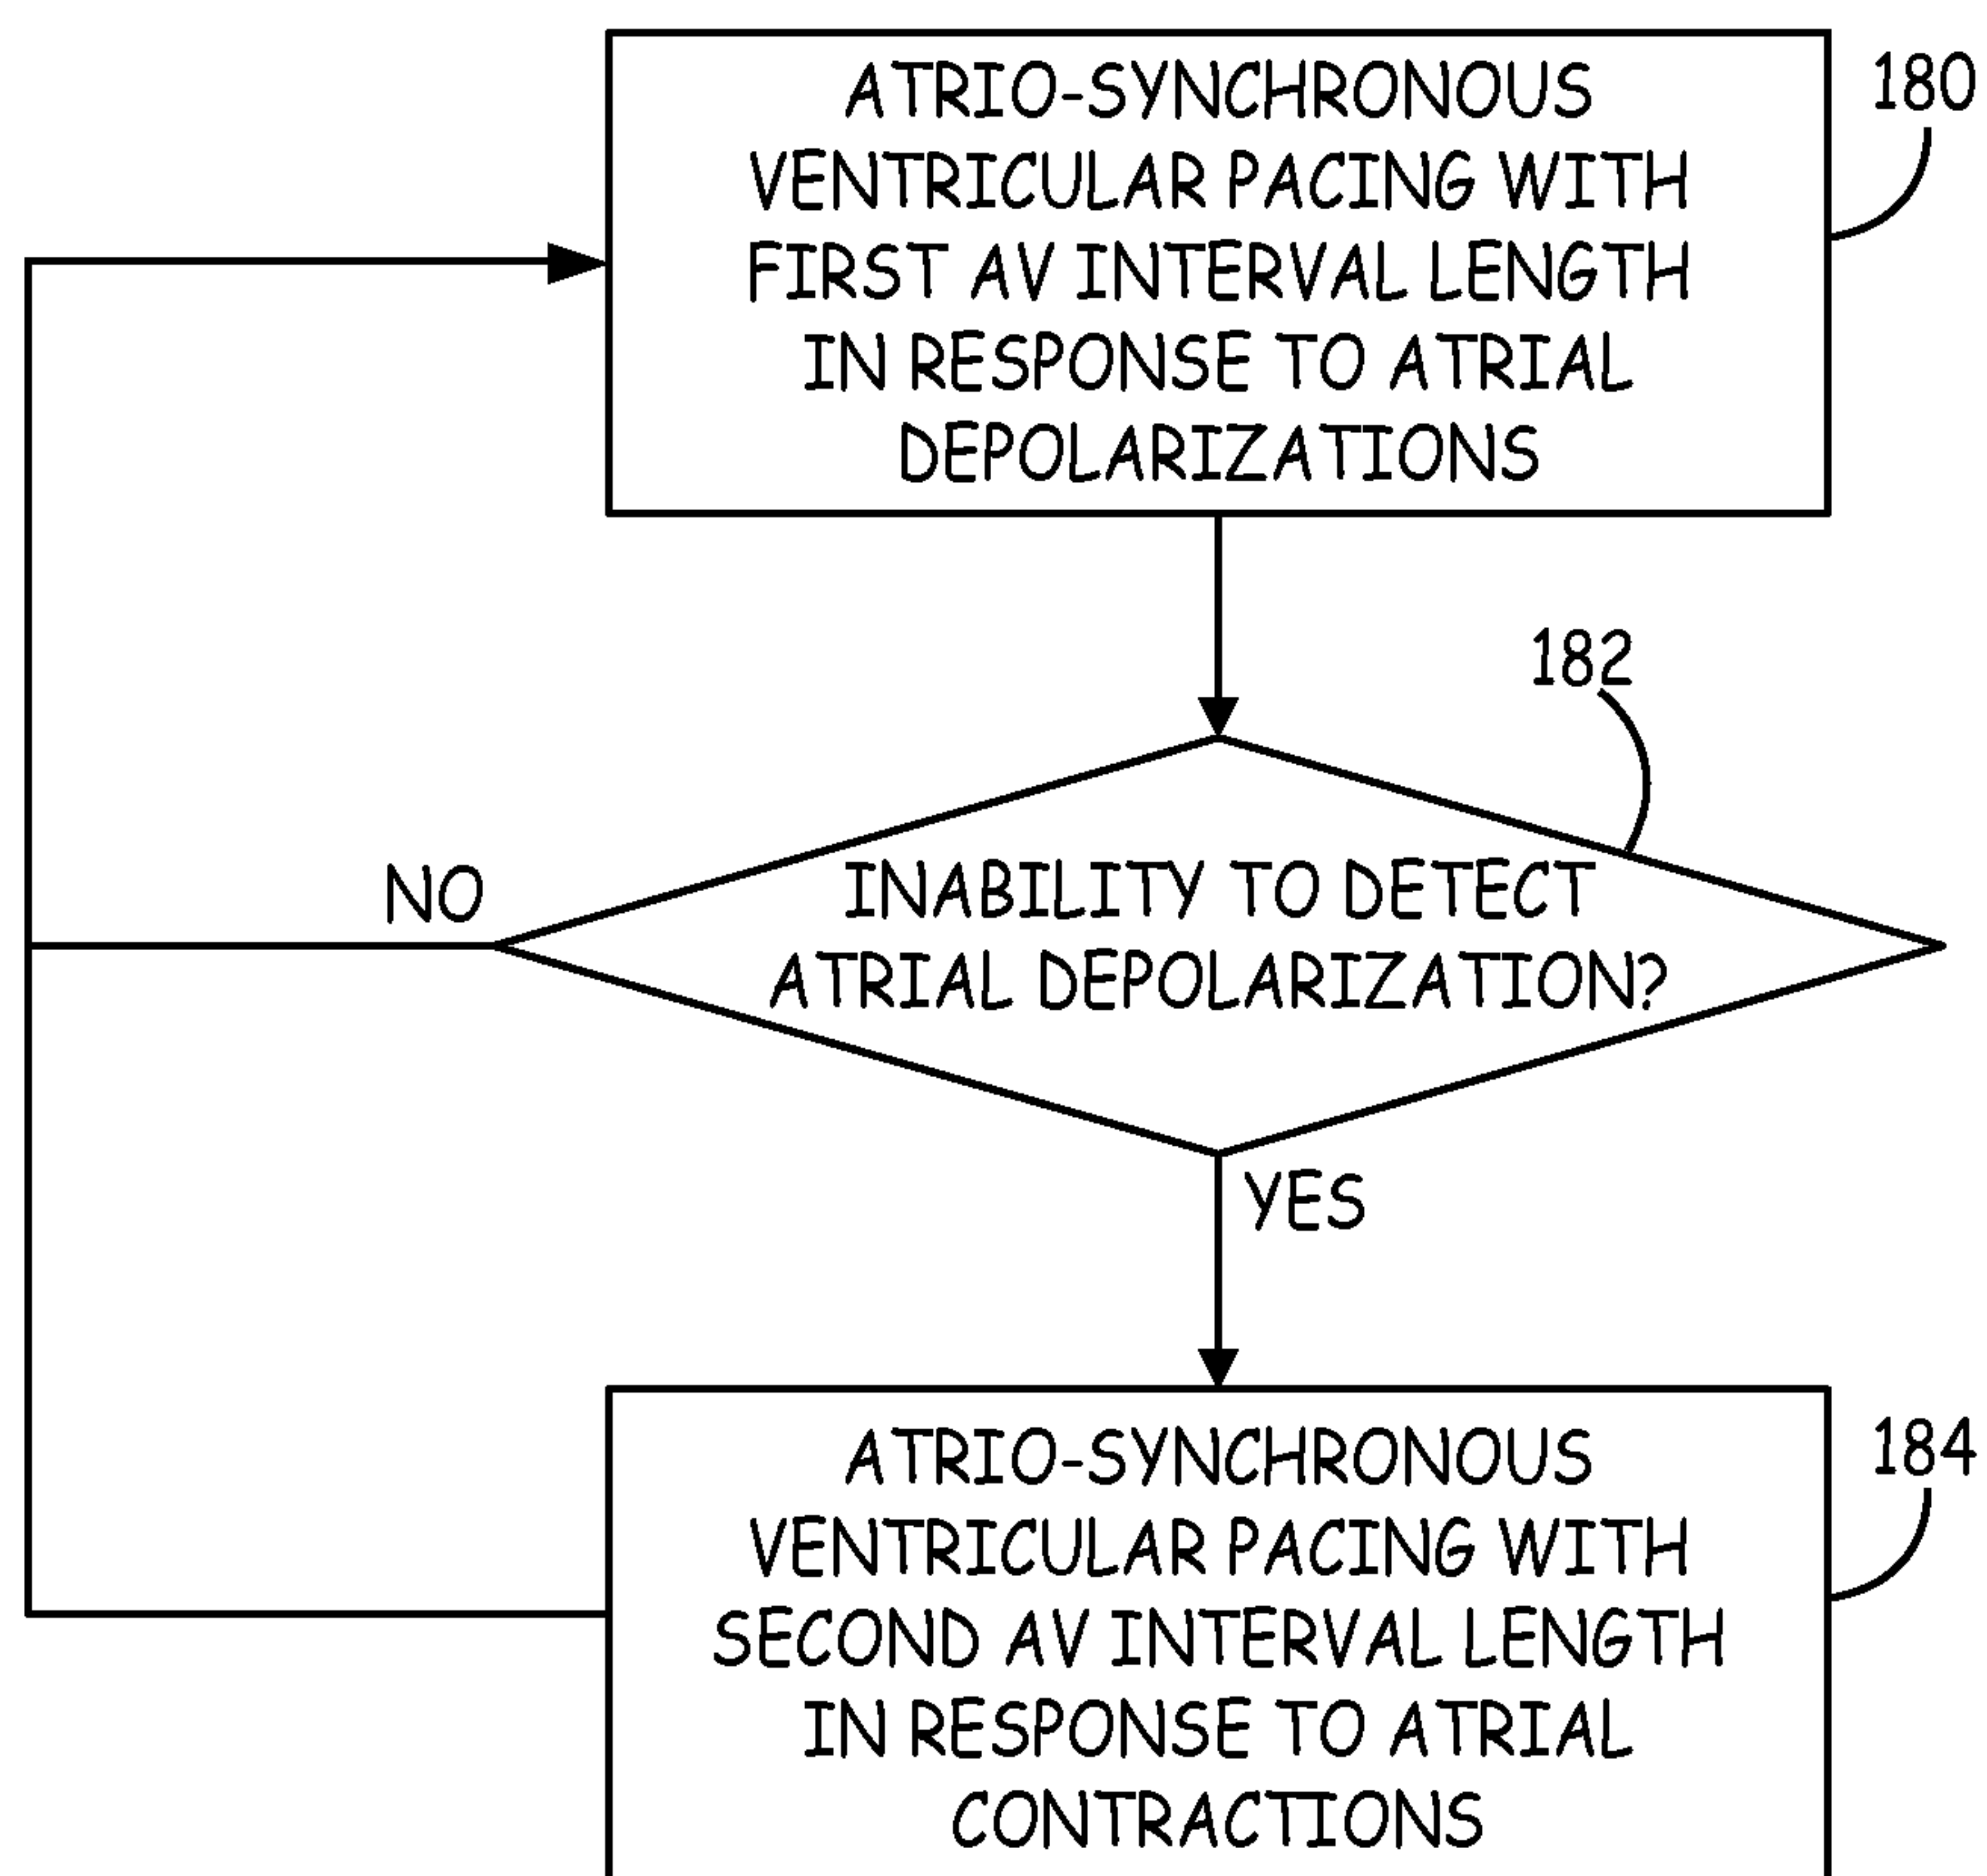 ATRIO-SYNCHRONOUS
VENTRICULAR PACING WITH
FIRST AV INTERVAL LENGTH
IN RESPONSE TO ATRIAL
DEPOLARIZATIONS
180
182
INABILITY TO DETECT
ATRIAL DEPOLARIZATION?
NO
YES
ATRIO-SYNCHRONOUS
VENTRICULAR PACING WITH
SECOND AV INTERVAL LENGTH
IN RESPONSE TO ATRIAL
CONTRACTIONS
184